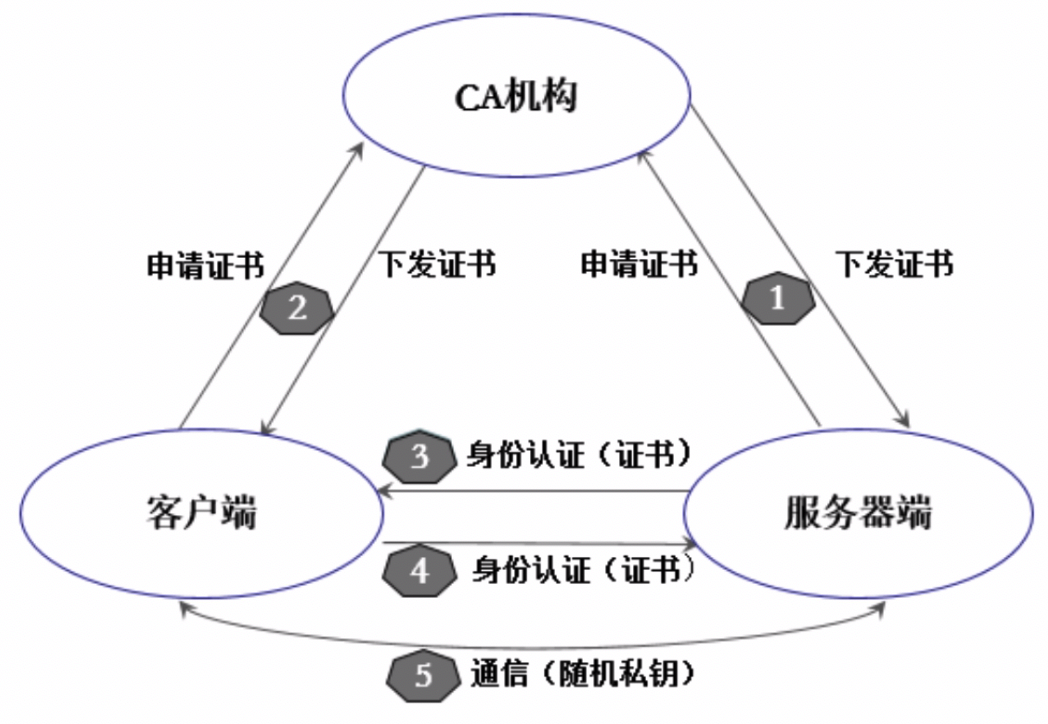 CA机构
申请证书
下发证书
申请证书
下发证书
2
1
3 身份认证（证书）
客户端
服务器端
4 身份认证（证书）
5 通信（随机私钥）